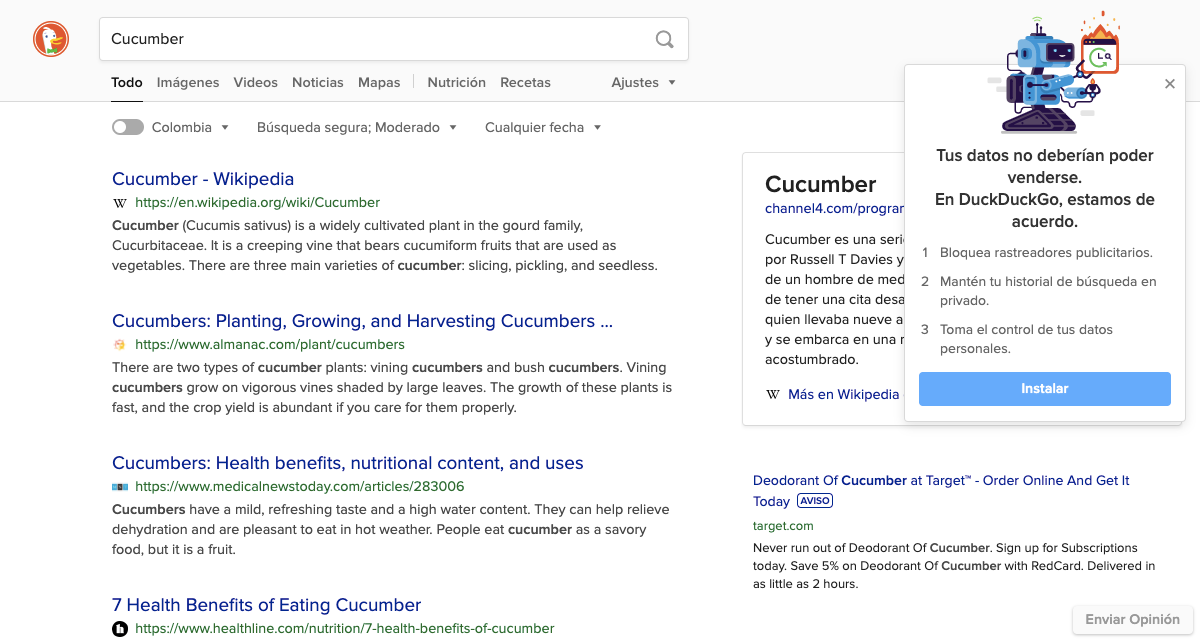 Cucumber
Todo Imágenes Videos Noticias Mapas Nutrición Recetas Ajustes
Colombia Búsqueda segura; Moderado Cualquier fecha
Cucumber - Wikipedia
W https://en.wikipedia.org/wiki/Cucumber
Cucumber (Cucumis sativus) is a widely cultivated plant in the gourd family,
Cucurbitaceae. It is a creeping vine that bears cucumiform fruits that are used as
vegetables. There are three main varieties of cucumber: slicing, pickling, and seedless.
Cucumbers: Planting, Growing, and Harvesting Cucumbers ...
https://www.almanac.com/plant/cucumbers
There are two types of cucumber plants: vining cucumbers and bush cucumbers. Vining
cucumbers grow on vigorous vines shaded by large leaves. The growth of these plants is
fast, and the crop yield is abundant if you care for them properly.
Cucumbers: Health benefits, nutritional content, and uses
https://www.medicalnewstoday.com/articles/283006
Cucumbers have a mild, refreshing taste and a high water content. They can help relieve
dehydration and are pleasant to eat in hot weather. People eat cucumber as a savory
food, but it is a fruit.
7 Health Benefits of Eating Cucumber
h https://www.healthline.com/nutrition/7-health-benefits-of-cucumber
Cucumber
channel4.com/progra
Cucumber es una
por Russell T Davies y
de un hombre de
de tener una cita
quien llevaba nueve
y se embarca en una
acostumbrado.
W Más en Wikipedia
Tus datos no deberían poder
venderse.
En DuckDuckGo, estamos de
acuerdo.
1 Bloquea rastreadores publicitarios.
2 Mantén tu historial de búsqueda en
privado.
3 Toma el control de tus datos
personales.
Instalar
Deodorant Of Cucumber at Target™ - Order Online And Get It
Today AVISO
target.com
Never run out of Deodorant Of Cucumber. Sign up for Subscriptions
today. Save 5% on Deodorant Of Cucumber with RedCard. Delivered in
as little as 2 hours.
Enviar Opinión